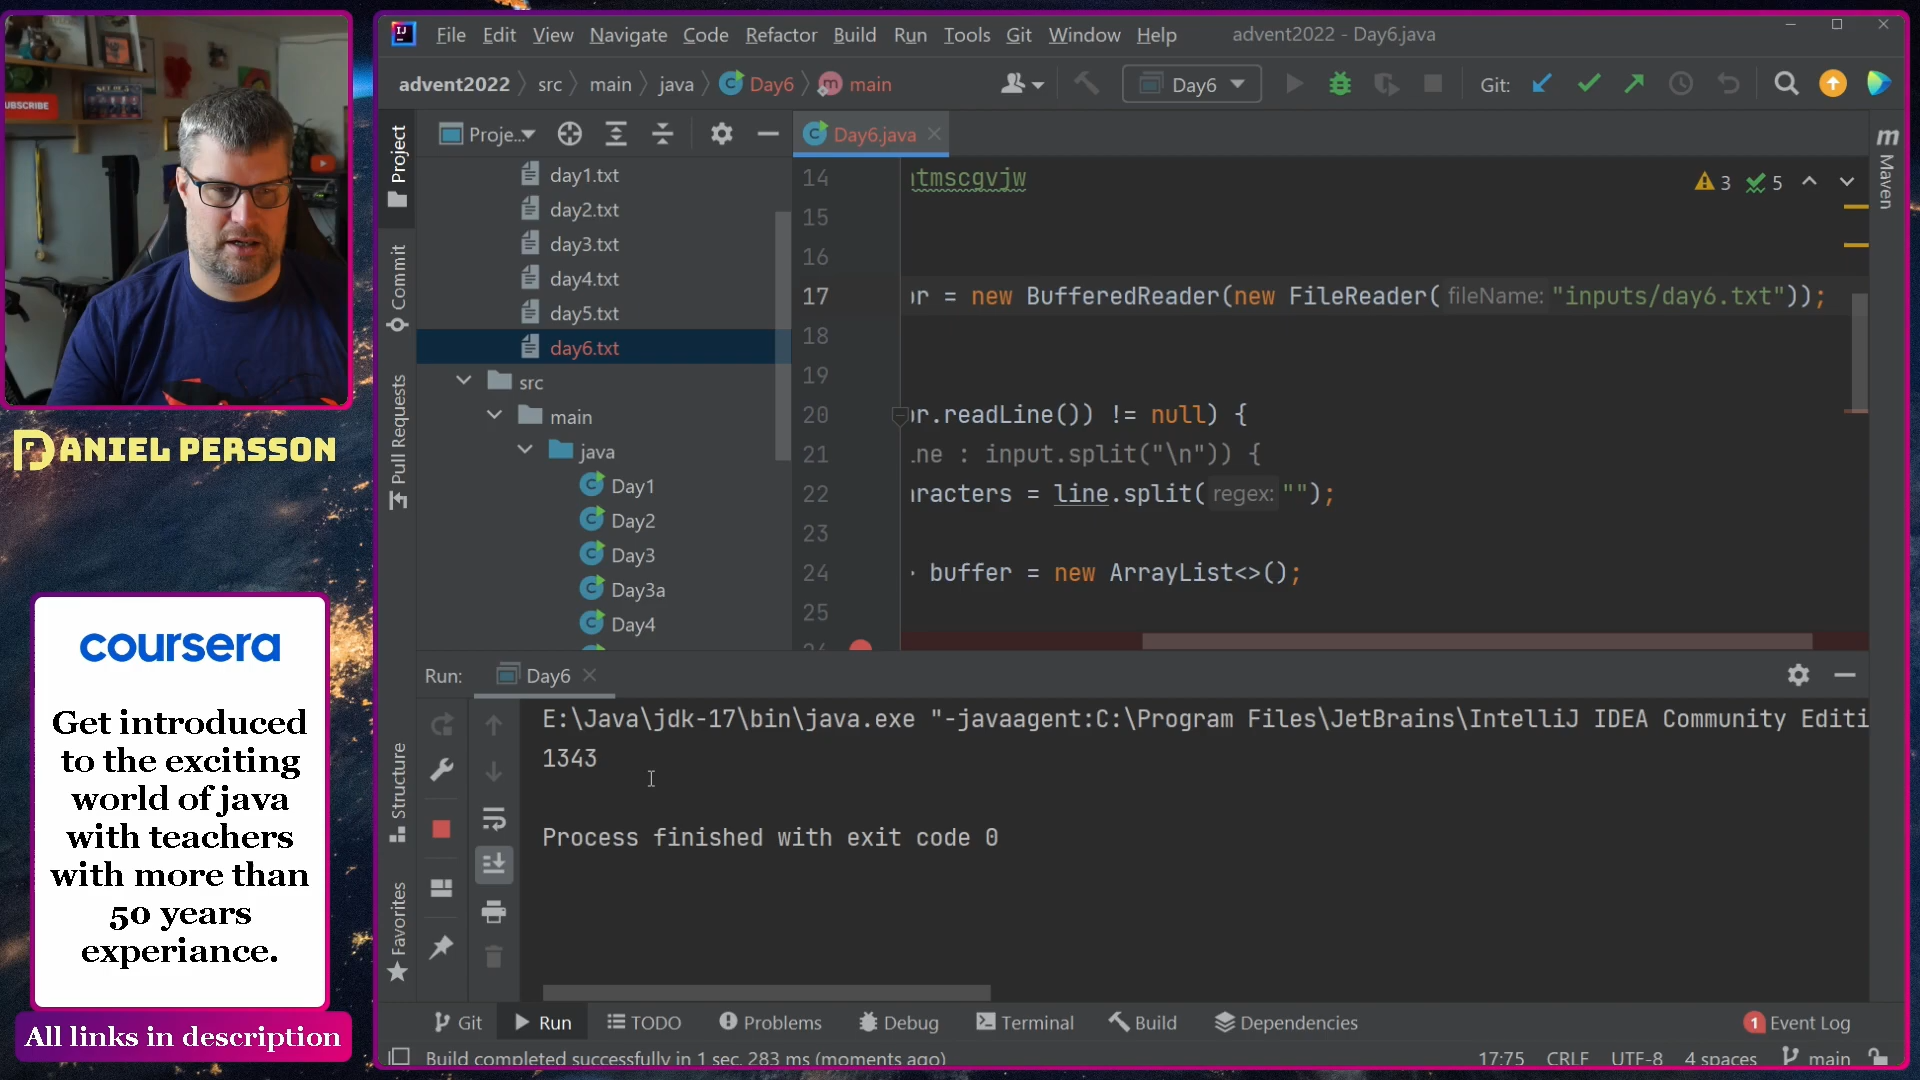 SUBSCRIBE
DANIEL PERSSON
coursera
Get introduced
to the exciting
world of java
with teachers
with more than
50 years
experiance.
All links in description
File Edit View Navigate Code Refactor Build Run Tools Git Window Help advent2022 - Day6.java
advent2022 src main java Day6 main Day6 Git:
Project
Commit
Pull Requests
Structure
Favorites
Proje...
day1.txt
day2.txt
day3.txt
day4.txt
day5.txt
day6.txt
src
main
java
Day1
Day2
Day3
Day3a
Day4
Day6.java
3 5
Maven
14 ntmscgvjw
15
16
17 br = new BufferedReader(new FileReader( fileName: "inputs/day6.txt"));
18
19
20 br.readLine()) != null) {
21 ine : input.split("\n")) {
22 aracters = line.split( regex: "");
23
24 buffer = new ArrayList<>();
25
Run: Day6
E:\Java\jdk-17\bin\java.exe "-javaagent:C:\Program Files\JetBrains\IntelliJ IDEA Community Editi
1343
Process finished with exit code 0
Git Run TODO Problems Debug Terminal Build Dependencies 1 Event Log
Build completed successfully in 1 sec, 283 ms (moments ago) 17:75 CRLF UTF-8 4 spaces main